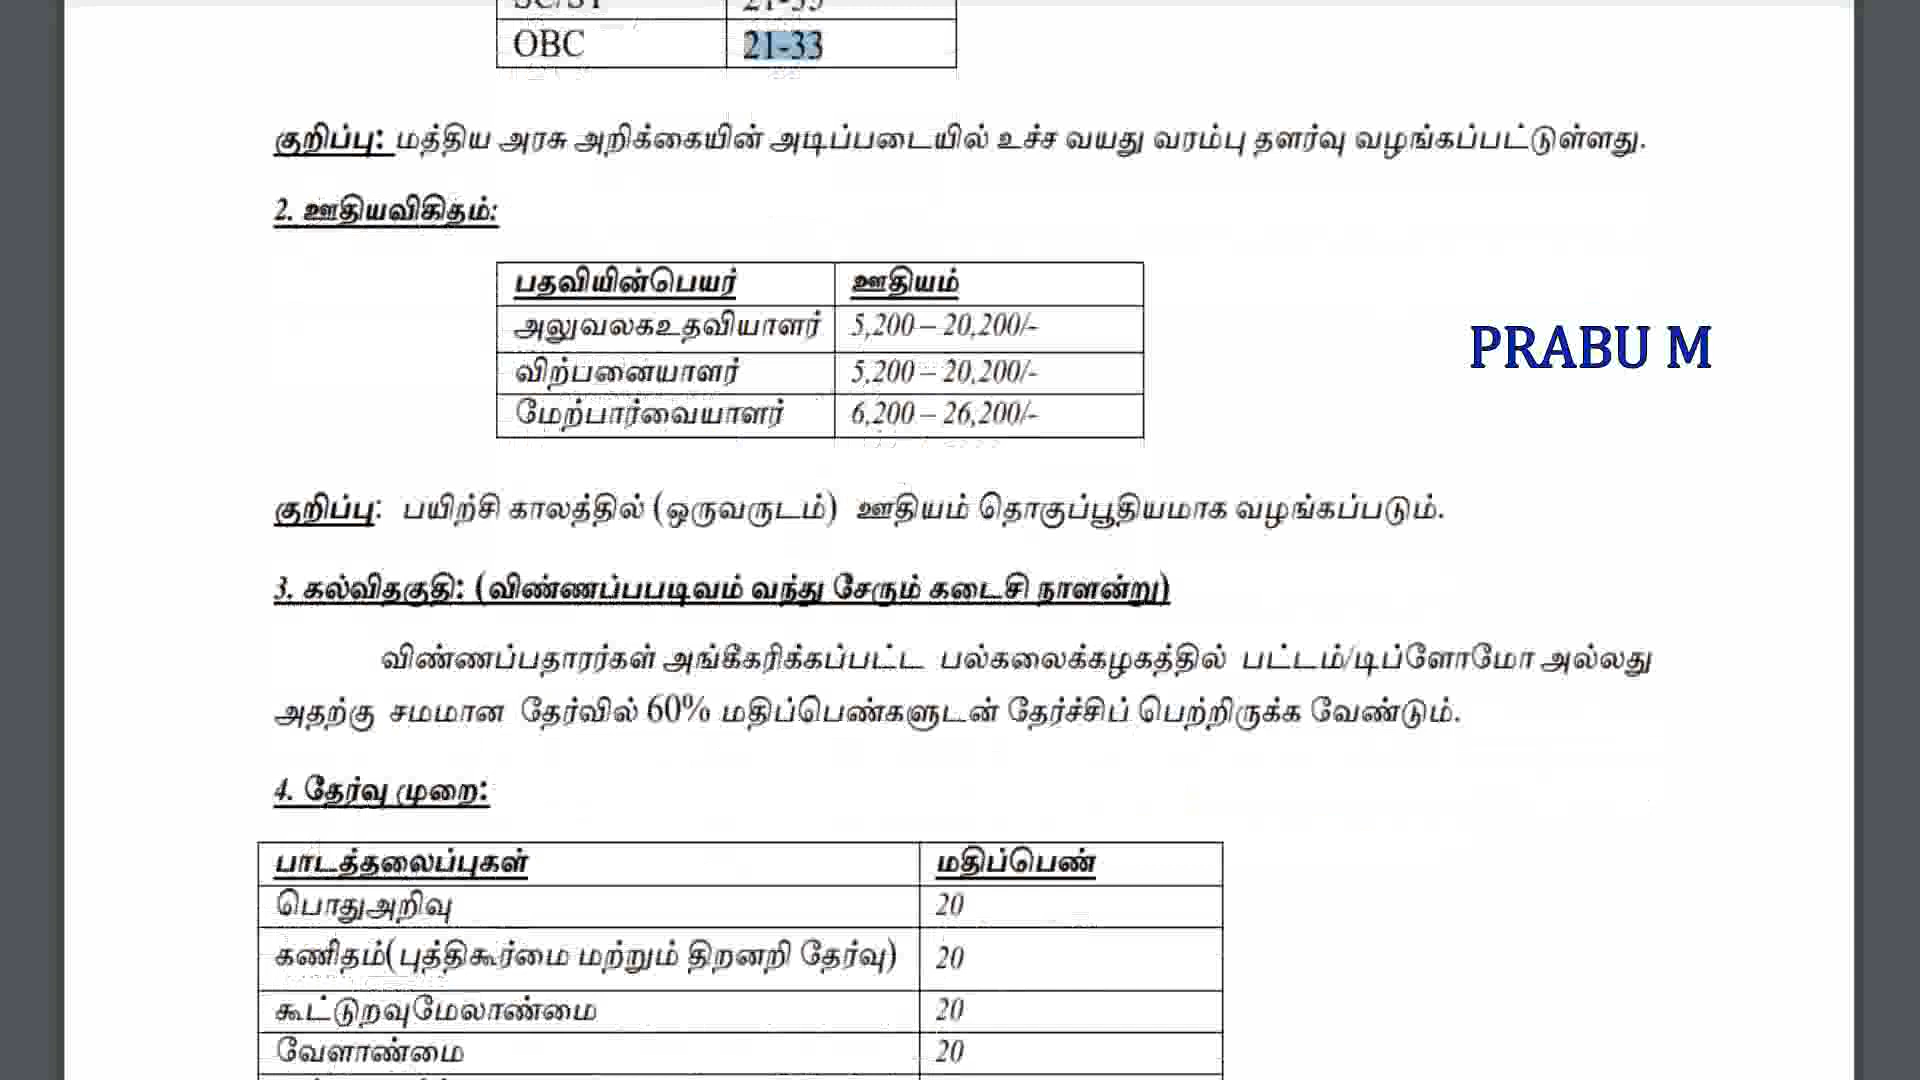 SC/ST 21-35
OBC 21-33
குறிப்பு: மத்திய அரசு அறிக்கையின் அடிப்படையில் உச்ச வயது வரம்பு தளர்வு வழங்கப்பட்டுள்ளது.
2. ஊதியவிகிதம்:
பதவியின்பெயர் ஊதியம்
அலுவலகஉதவியாளர் 5,200 – 20,200/-
PRABU M
விற்பனையாளர் 5,200 – 20,200/-
மேற்பார்வையாளர் 6,200 – 26,200/-
குறிப்பு: பயிற்சி காலத்தில் (ஒருவருடம்) ஊதியம் தொகுப்பூதியமாக வழங்கப்படும்.
3. கல்விதகுதி: (விண்ணப்பபடிவம் வந்து சேரும் கடைசி நாளன்று)
விண்ணப்பதாரர்கள் அங்கீகரிக்கப்பட்ட பல்கலைக்கழகத்தில் பட்டம்/டிப்ளோமோ அல்லது
அதற்கு சமமான தேர்வில் 60% மதிப்பெண்களுடன் தேர்ச்சிப் பெற்றிருக்க வேண்டும்.
4. தேர்வு முறை:
பாடத்தலைப்புகள் மதிப்பெண்
பொதுஅறிவு 20
கணிதம்(புத்திகூர்மை மற்றும் திறனறி தேர்வு) 20
கூட்டுறவுமேலாண்மை 20
வேளாண்மை 20